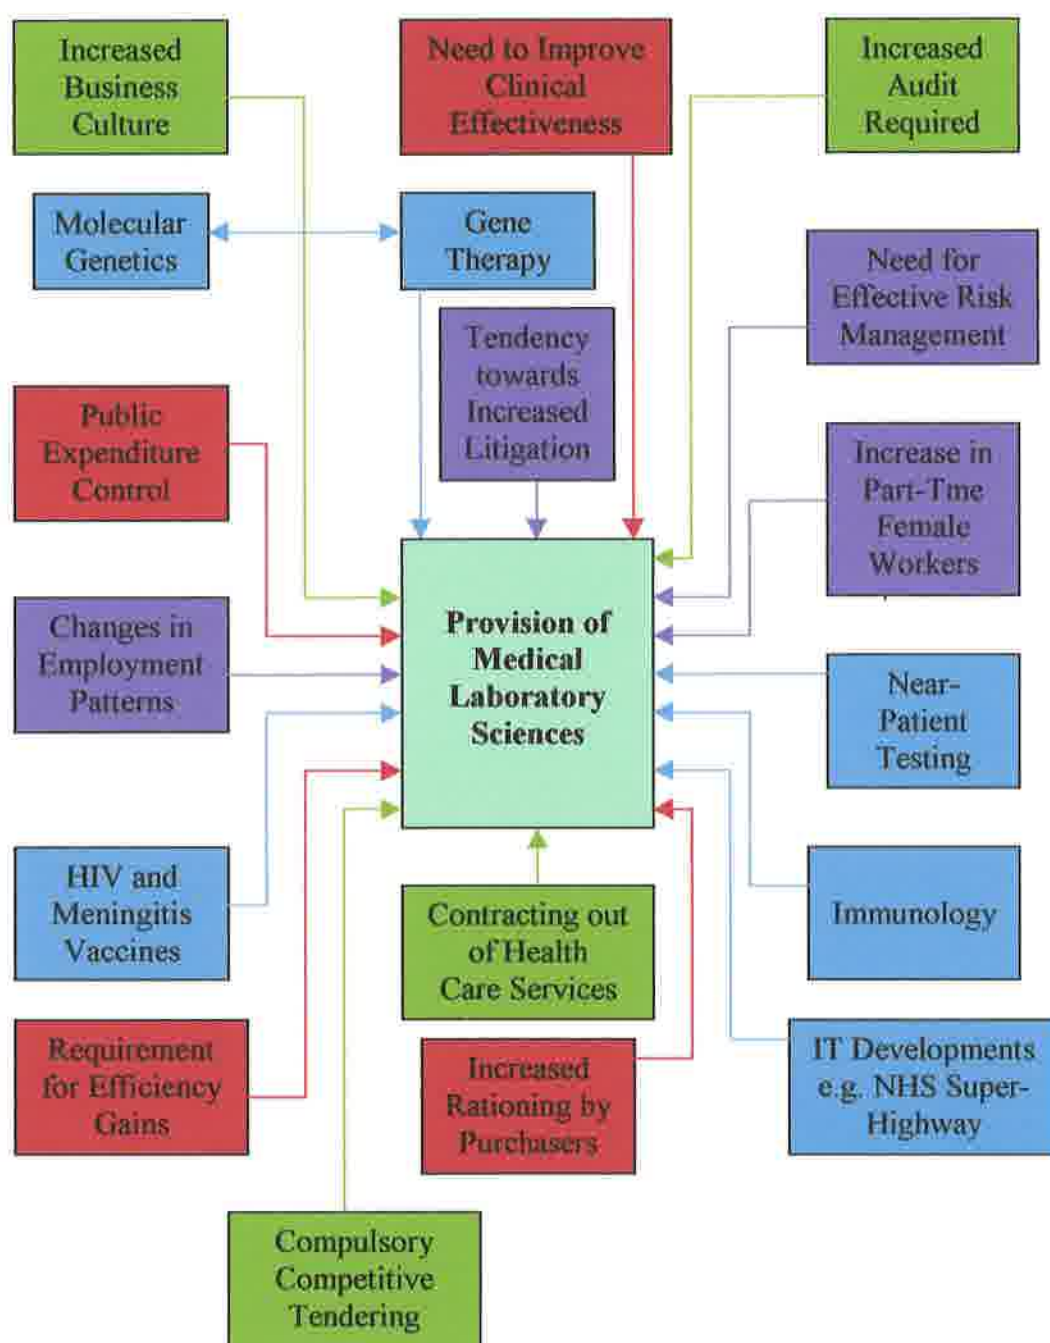 Increased
Business
Culture
Need to Improve
Clinical
Effectiveness
Increased
Audit
Required
Molecular
Genetics
Gene
Therapy
Need for
Effective Risk
Management
Tendency
towards
Increased
Litigation
Public
Expenditure
Control
Increase in
Part-Tme
Female
Workers
Changes in
Employment
Patterns
Provision of
Medical
Laboratory
Sciences
Near-
Patient
Testing
HIV and
Meningitis
Vaccines
Contracting out
of Health
Care Services
Immunology
Requirement
for Efficiency
Gains
Increased
Rationing by
Purchasers
IT Developments
e.g. NHS Super-
Highway
Compulsory
Competitive
Tendering